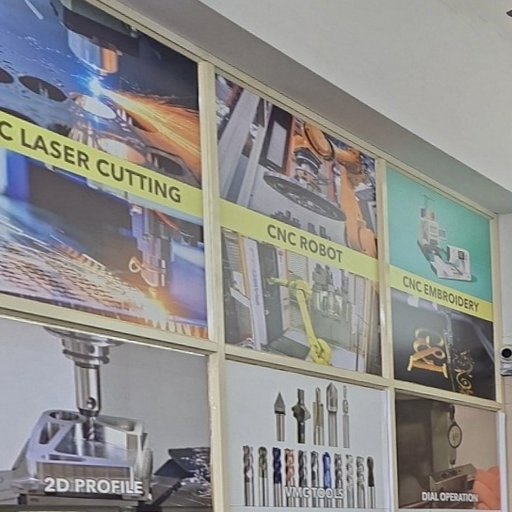 C LASER CUTTING
CNC ROBOT
CNC EMBROIDERY
2D PROFILE
VMC TOOLS
DIAL OPERATION